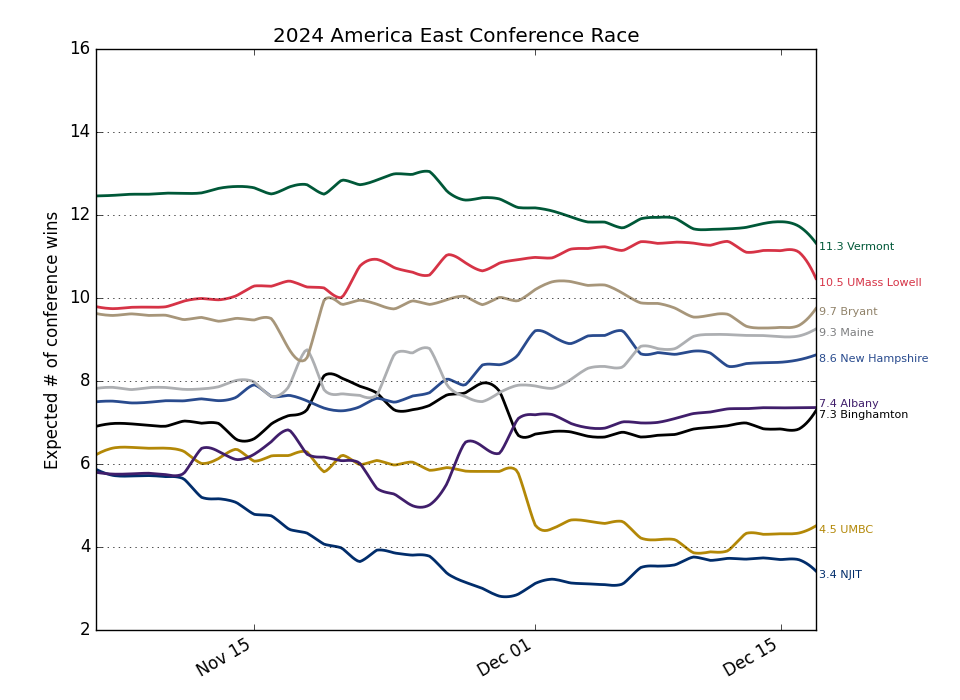 2024 America East Conference Race
Expected # of conference wins
16
14
12
10
8
6
4
2
11.3 Vermont
10.5 UMass Lowell
9.7 Bryant
9.3 Maine
8.6 New Hampshire
7.4 Albany
7.3 Binghamton
4.5 UMBC
3.4 NJIT
Nov 15
Dec 01
Dec 15